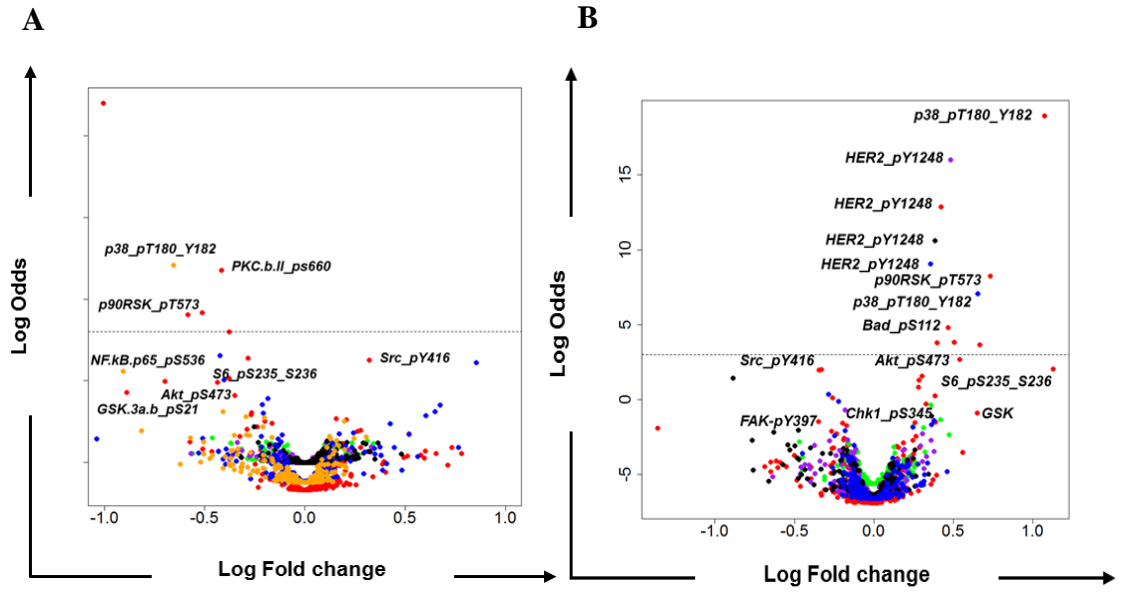 A
Log Odds
p38_pT180_Y182
PKC.b.II_ps660
p90RSK_pT573
NF.kB.p65_pS536
Src_pY416
S6_pS235_S236
Akt_pS473
GSK.3a.b_pS21
-1.0 -0.5 0.0 0.5 1.0
Log Fold change
B
Log Odds
15
10
5
0
-5
p38_pT180_Y182
HER2_pY1248
HER2_pY1248
HER2_pY1248
HER2_pY1248
p90RSK_pT573
p38_pT180_Y182
Bad_pS112
Src_pY416
Akt_pS473
S6_pS235_S236
FAK-pY397
Chk1_pS345
GSK
-1.0 -0.5 0.0 0.5 1.0
Log Fold change